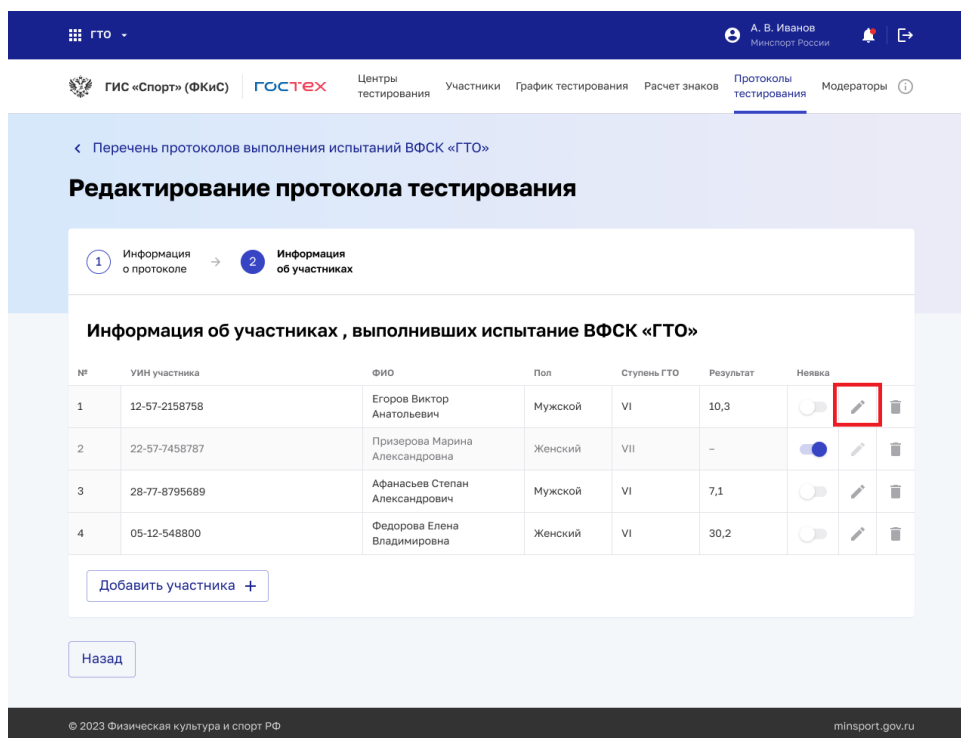 ГТО
А. В. Иванов
Минспорт России
ГИС «Спорт» (ФКиС)
ГОСТЕХ
Центры
тестирования
Участники
График тестирования
Расчет знаков
Протоколы
тестирования
Модераторы
Перечень протоколов выполнения испытаний ВФСК «ГТО»
Редактирование протокола тестирования
1
Информация
о протоколе
2
Информация
об участниках
Информация об участниках , выполнивших испытание ВФСК «ГТО»
№ УИН участника ФИО Пол Ступень ГТО Результат Неявка
1 12-57-2158758 Егоров Виктор Анатольевич Мужской VI 10,3
2 22-57-7458787 Призерова Марина Александровна Женский VII –
3 28-77-8795689 Афанасьев Степан Александрович Мужской VI 7,1
4 05-12-548800 Федорова Елена Владимировна Женский VI 30,2
Добавить участника +
Назад
© 2023 Физическая культура и спорт РФ
minsport.gov.ru